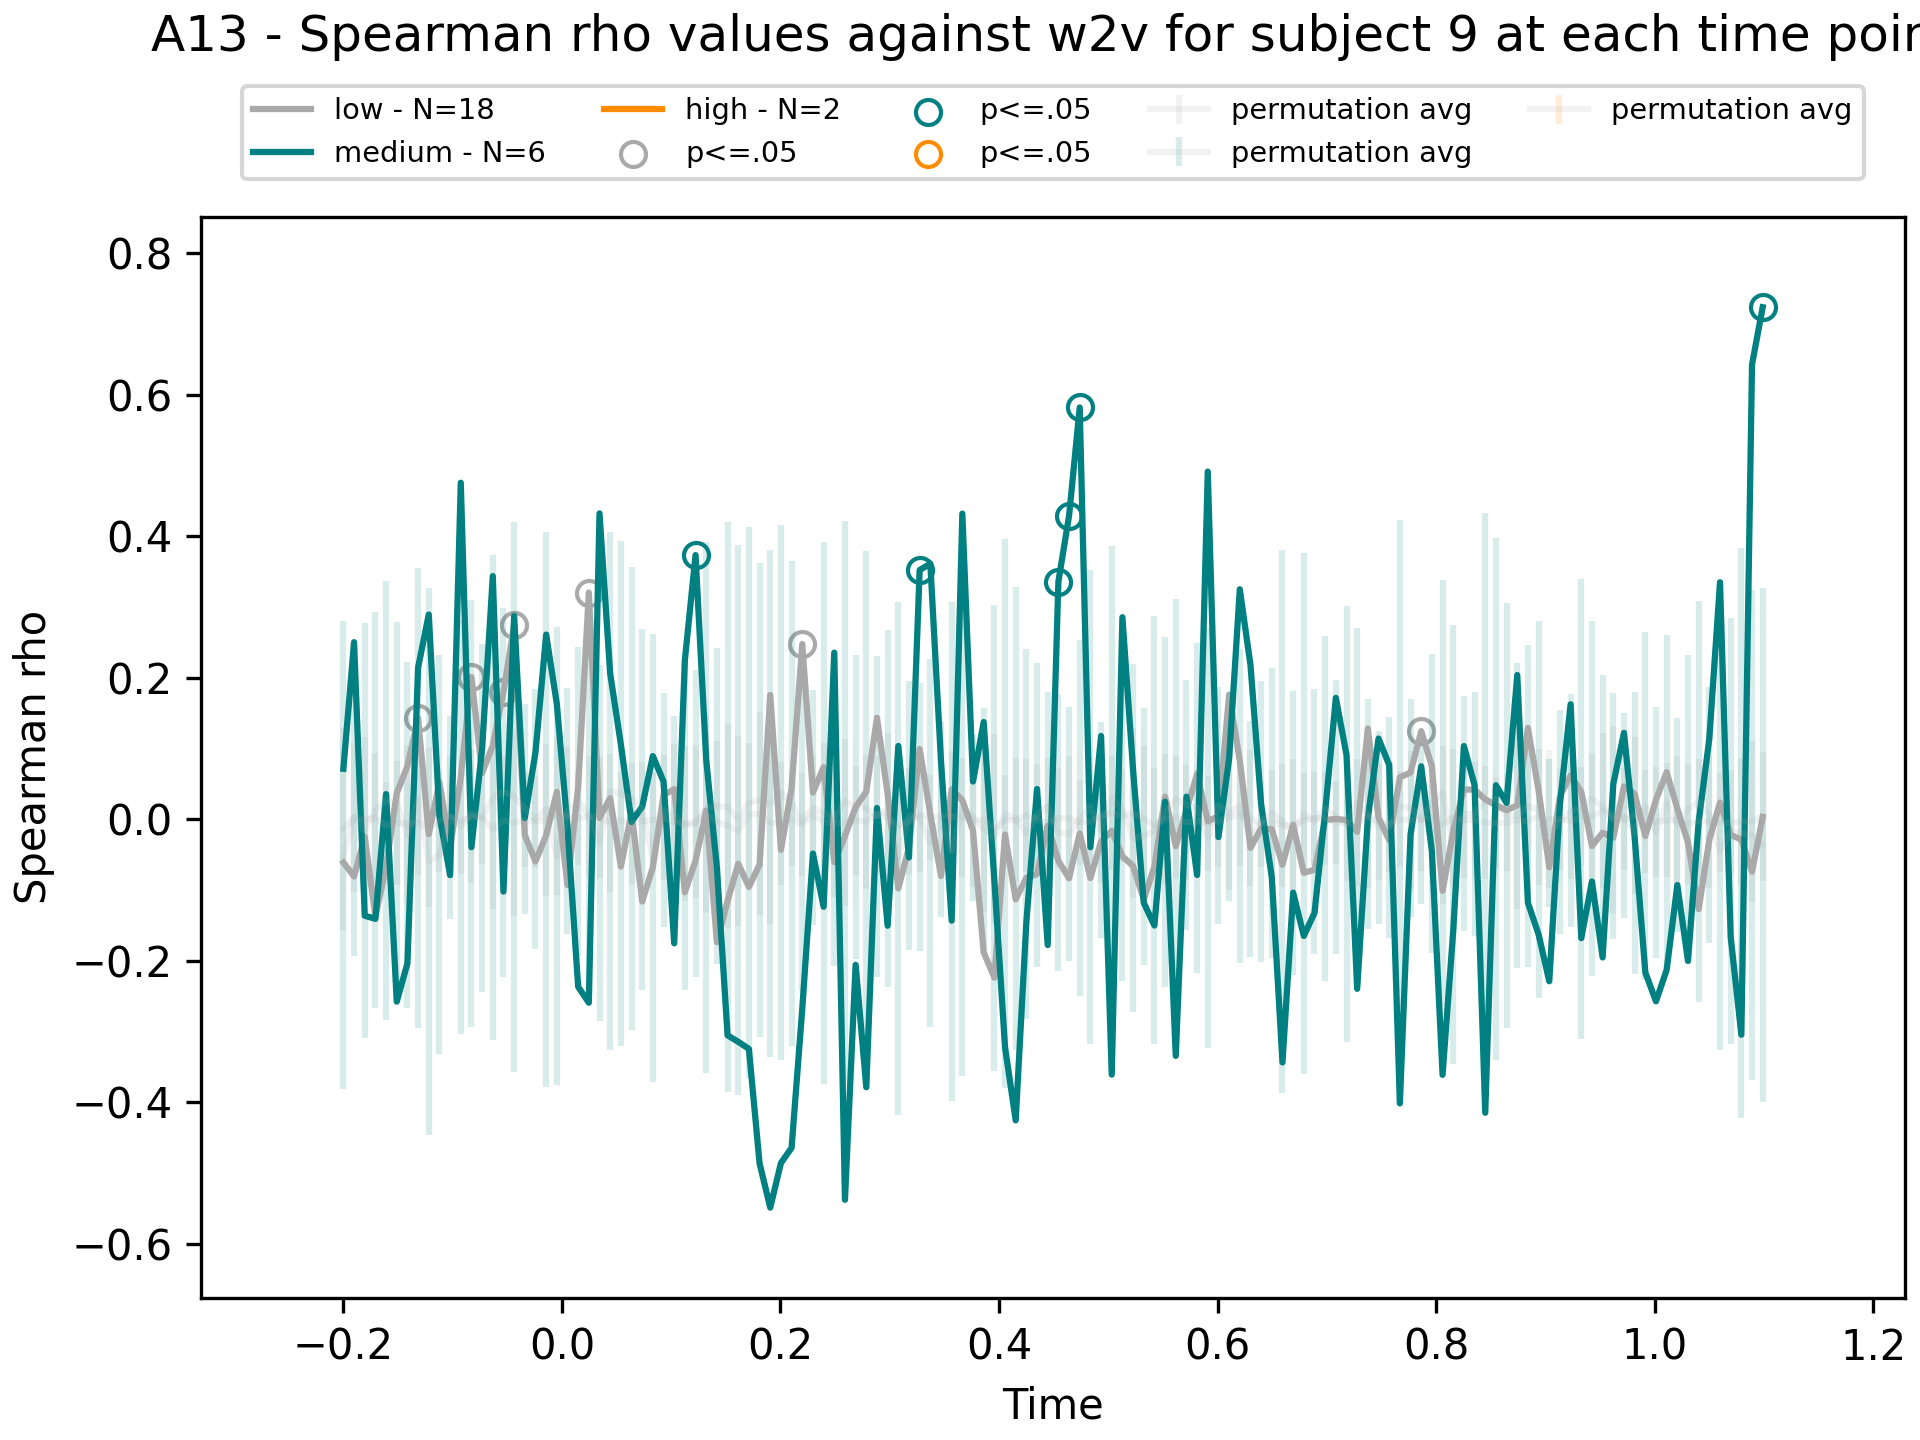 A13 - Spearman rho values against w2v for subject 9 at each time poin
low - N=18 high - N=2 p<=.05 permutation avg permutation avg
medium - N=6 p<=.05 p<=.05 permutation avg
0.8
0.6
0.4
0.2
0.0
−0.2
−0.4
−0.6
Spearman rho
−0.2 0.0 0.2 0.4 0.6 0.8 1.0 1.2
Time